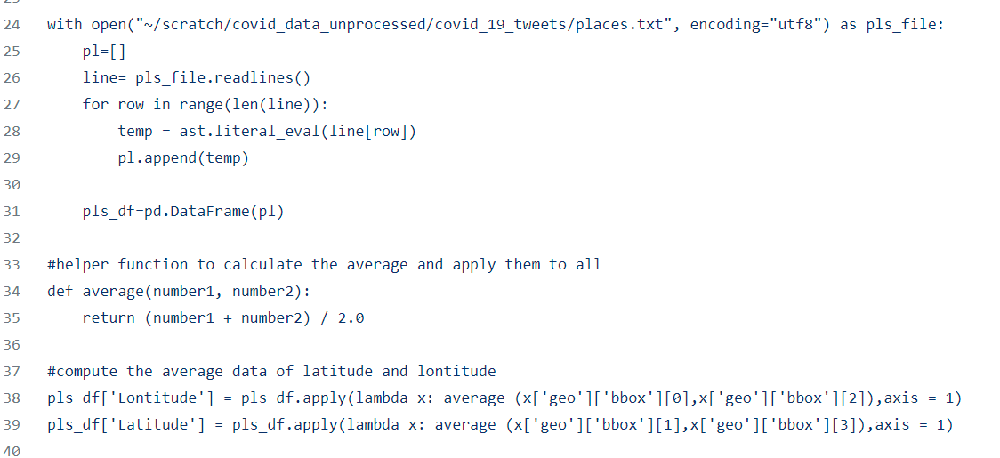 24 with open("~/scratch/covid_data_unprocessed/covid_19_tweets/places.txt", encoding="utf8") as pls_file:
25     pl=[]
26     line= pls_file.readlines()
27     for row in range(len(line)):
28         temp = ast.literal_eval(line[row])
29         pl.append(temp)
30
31     pls_df=pd.DataFrame(pl)
32
33 #helper function to calculate the average and apply them to all
34 def average(number1, number2):
35     return (number1 + number2) / 2.0
36
37 #compute the average data of latitude and lontitude
38 pls_df['Lontitude'] = pls_df.apply(lambda x: average (x['geo']['bbox'][0],x['geo']['bbox'][2]),axis = 1)
39 pls_df['Latitude'] = pls_df.apply(lambda x: average (x['geo']['bbox'][1],x['geo']['bbox'][3]),axis = 1)
40